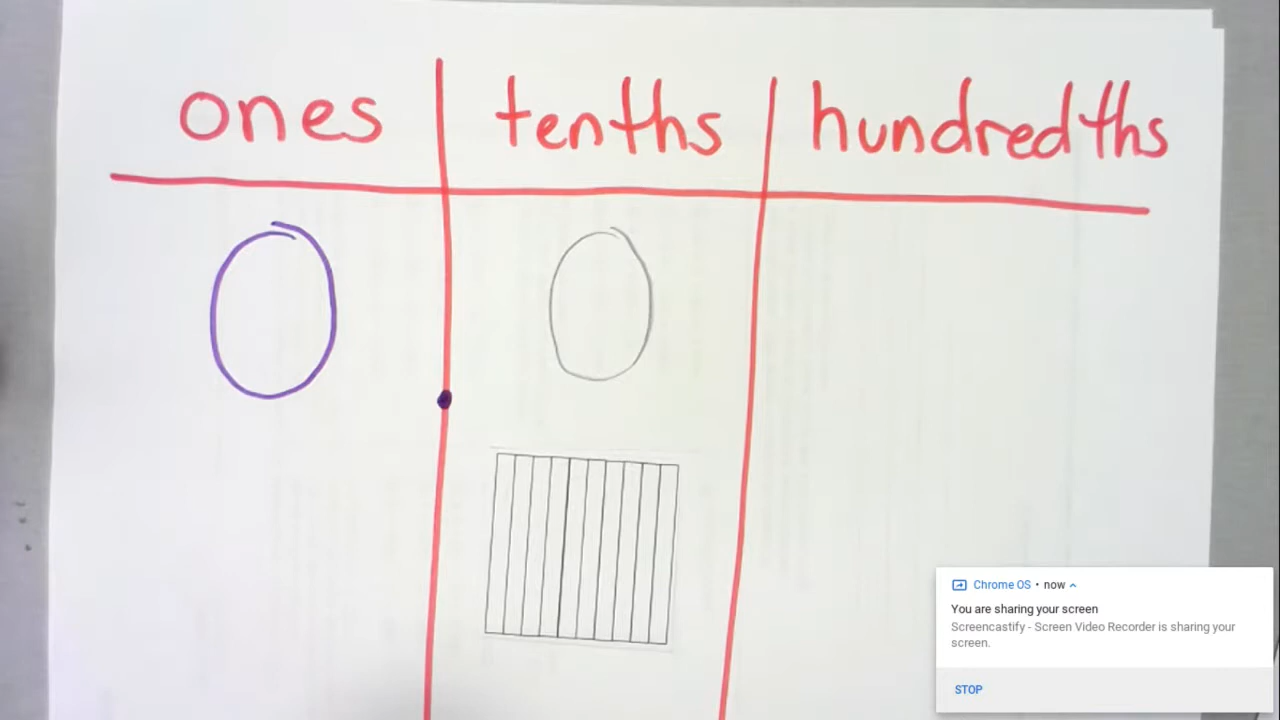 ones tenths hundredths
0 0
Chrome OS • now
You are sharing your screen
Screencastify - Screen Video Recorder is sharing your
screen.
STOP